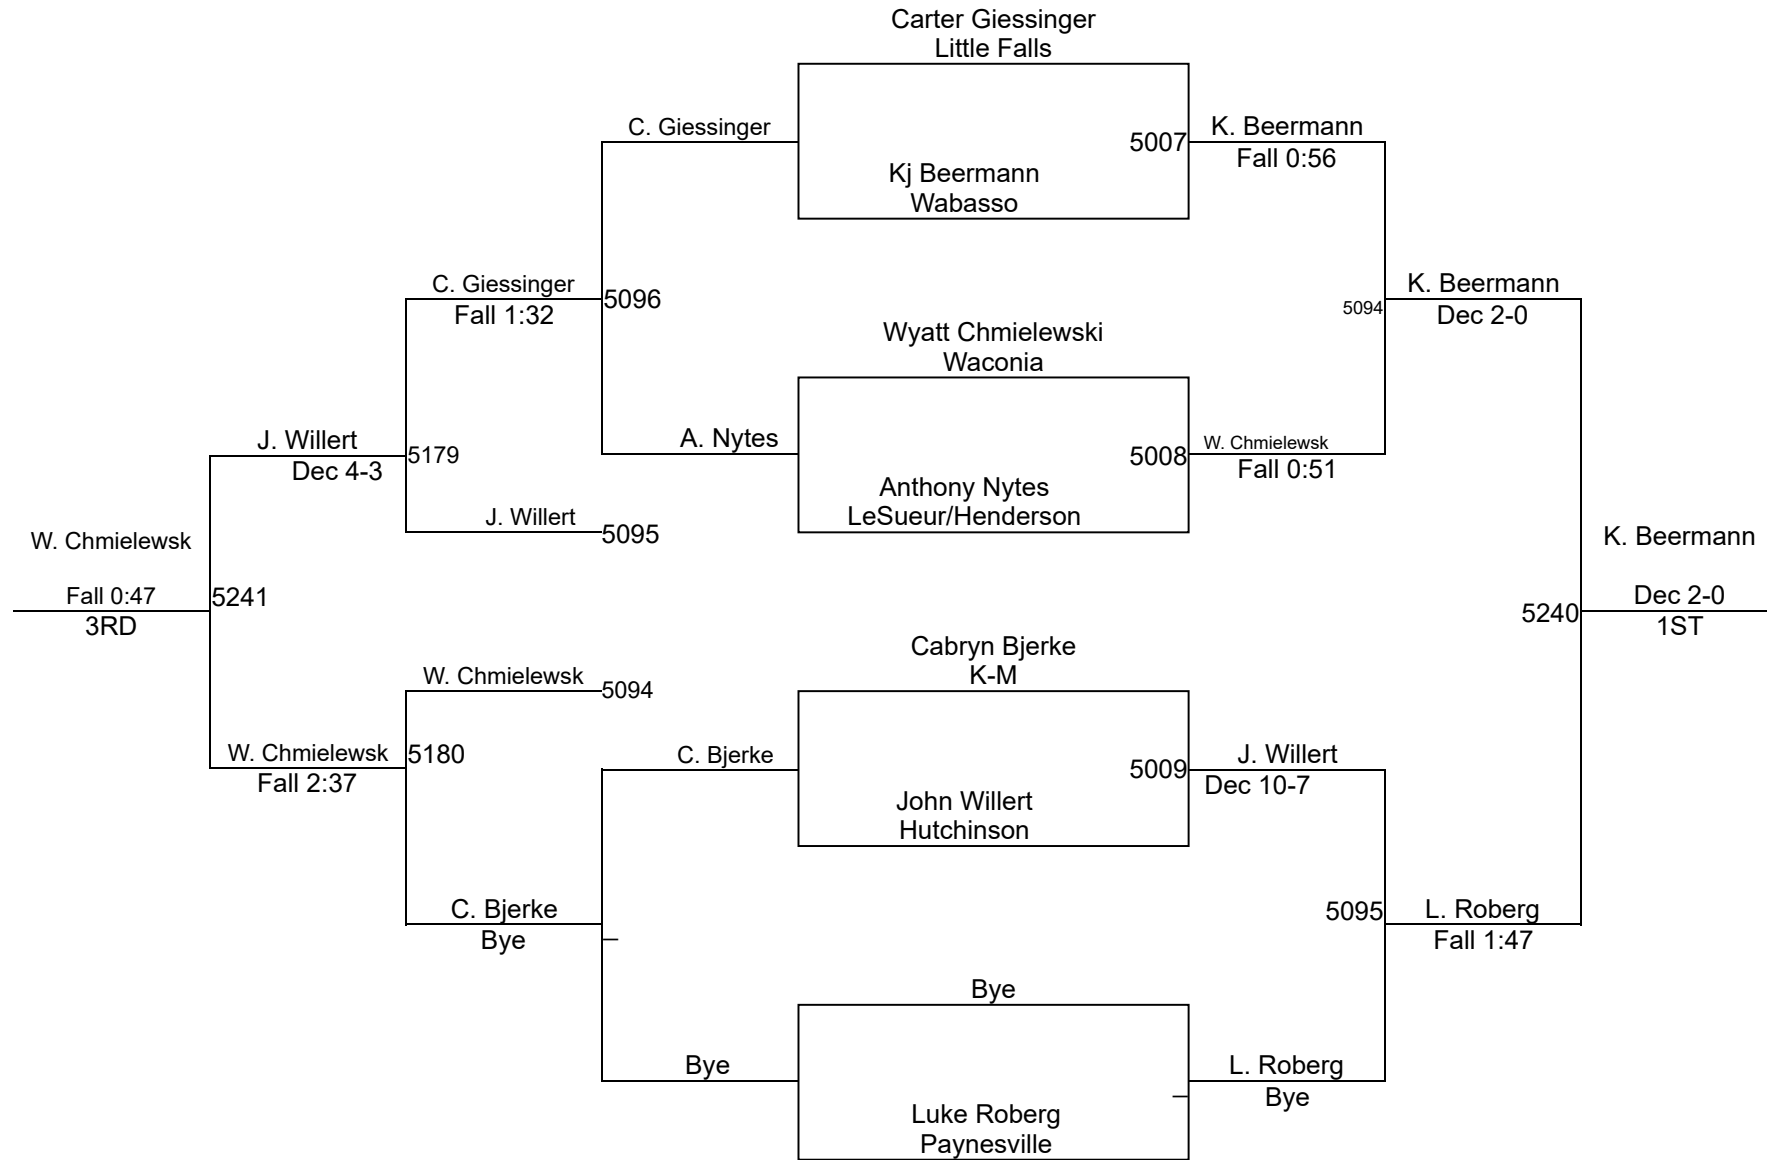 Carter Giessinger
Little Falls
C. Giessinger
5007
K. Beermann
Fall 0:56
Kj Beermann
Wabasso
C. Giessinger
Fall 1:32
5096
5094
K. Beermann
Dec 2-0
Wyatt Chmielewski
Waconia
J. Willert
Dec 4-3
5179
A. Nytes
5008
W. Chmielewsk
Fall 0:51
Anthony Nytes
LeSueur/Henderson
J. Willert
5095
W. Chmielewsk
Fall 0:47
3RD
5241
K. Beermann
5240
Dec 2-0
1ST
Cabryn Bjerke
K-M
W. Chmielewsk
5094
W. Chmielewsk
Fall 2:37
5180
C. Bjerke
5009
J. Willert
Dec 10-7
John Willert
Hutchinson
C. Bjerke
Bye
5095
L. Roberg
Fall 1:47
Bye
Bye
L. Roberg
Bye
Luke Roberg
Paynesville